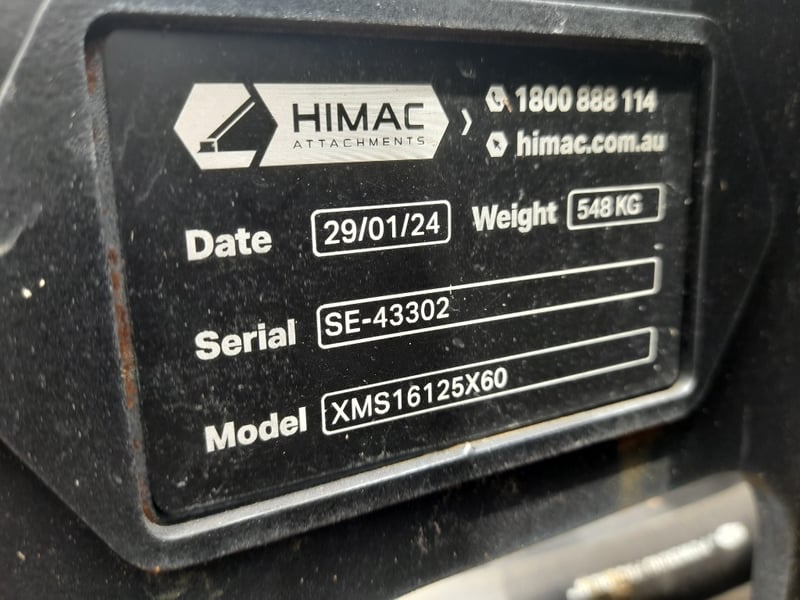 HIMAC
ATTACHMENTS
1800 888 114
himac.com.au
Date 29/01/24 Weight 548 KG
Serial SE-43302
Model XMS16125X60